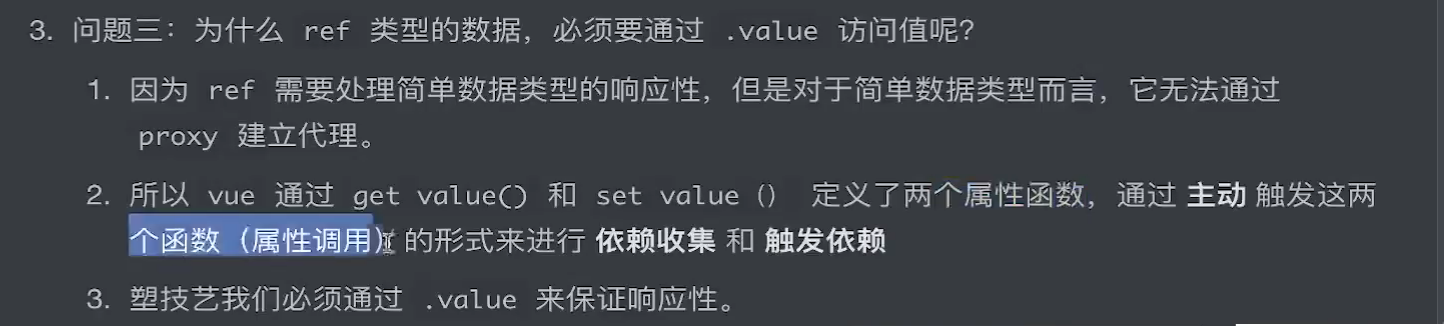 3. 问题三：为什么 ref 类型的数据，必须要通过 .value 访问值呢？
1. 因为 ref 需要处理简单数据类型的响应性，但是对于简单数据类型而言，它无法通过
proxy 建立代理。
2. 所以 vue 通过 get value() 和 set value（） 定义了两个属性函数，通过 主动 触发这两
个函数（属性调用）的形式来进行 依赖收集 和 触发依赖
3. 塑技艺我们必须通过 .value 来保证响应性。